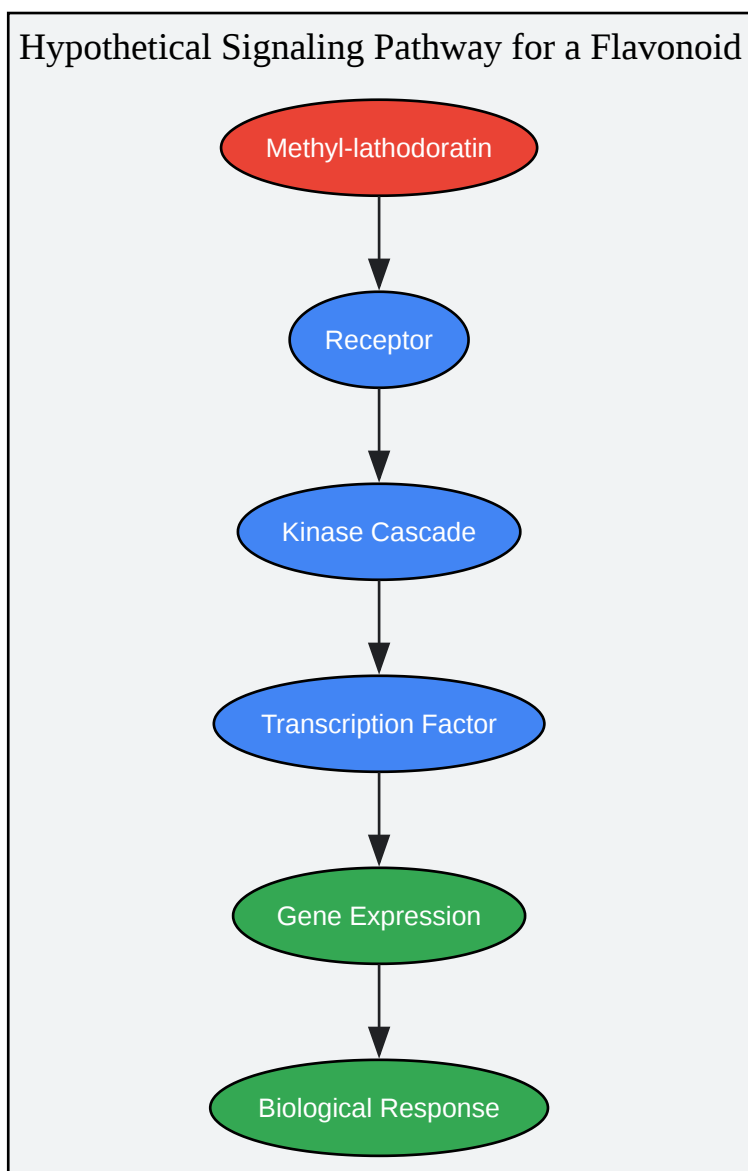 Hypothetical Signaling Pathway for a Flavonoid
Methyl-lathodoratin
Receptor
Kinase Cascade
Transcription Factor
Gene Expression
Biological Response